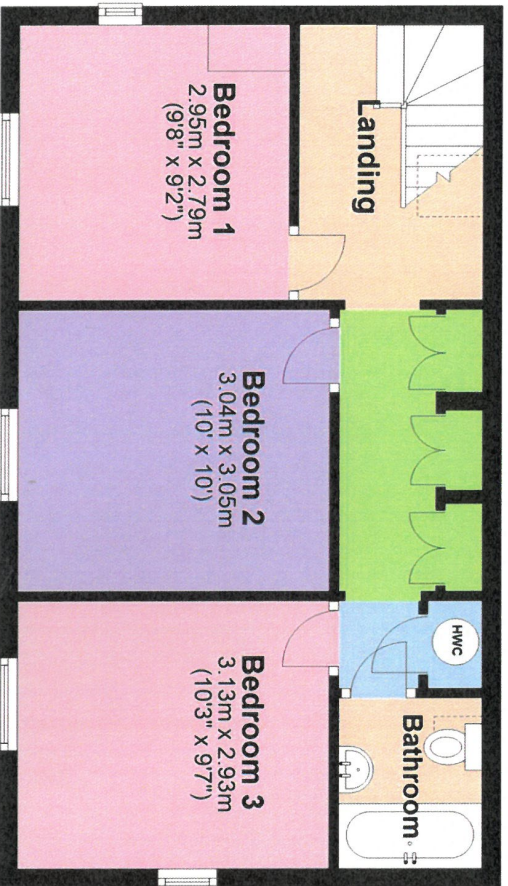 Landing
Bedroom 1
2.95m x 2.79m
(9'8" x 9'2")
Bedroom 2
3.04m x 3.05m
(10' x 10')
HWC
Bathroom
Bedroom 3
3.13m x 2.93m
(10'3" x 9'7")